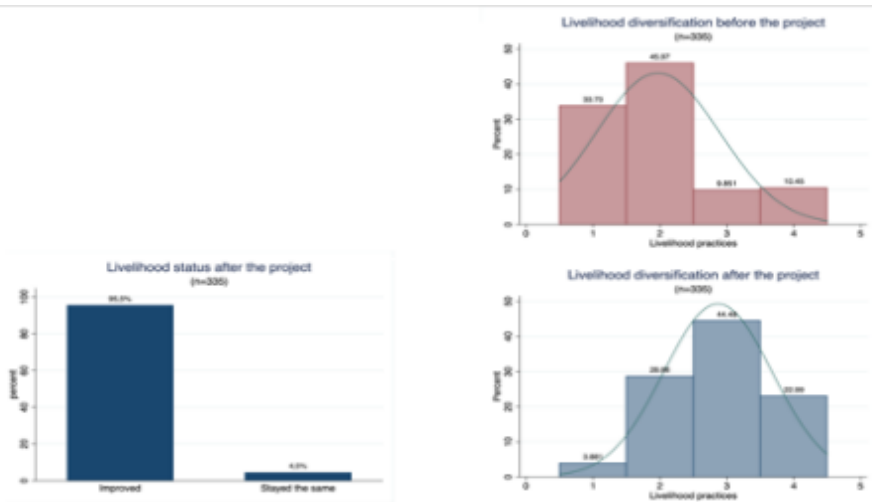 Livelihood diversification before the project
(n=335)
Percent
0 10 20 30 40 50
33.73
45.97
9.851
10.45
0 1 2 3 4 5
Livelihood practices
Livelihood status after the project
(n=335)
percent
0 20 40 60 80 100
95.5%
4.5%
Improved Stayed the same
Livelihood diversification after the project
(n=335)
Percent
0 10 20 30 40 50
3.881
44.48
0 1 2 3 4 5
Livelihood practices